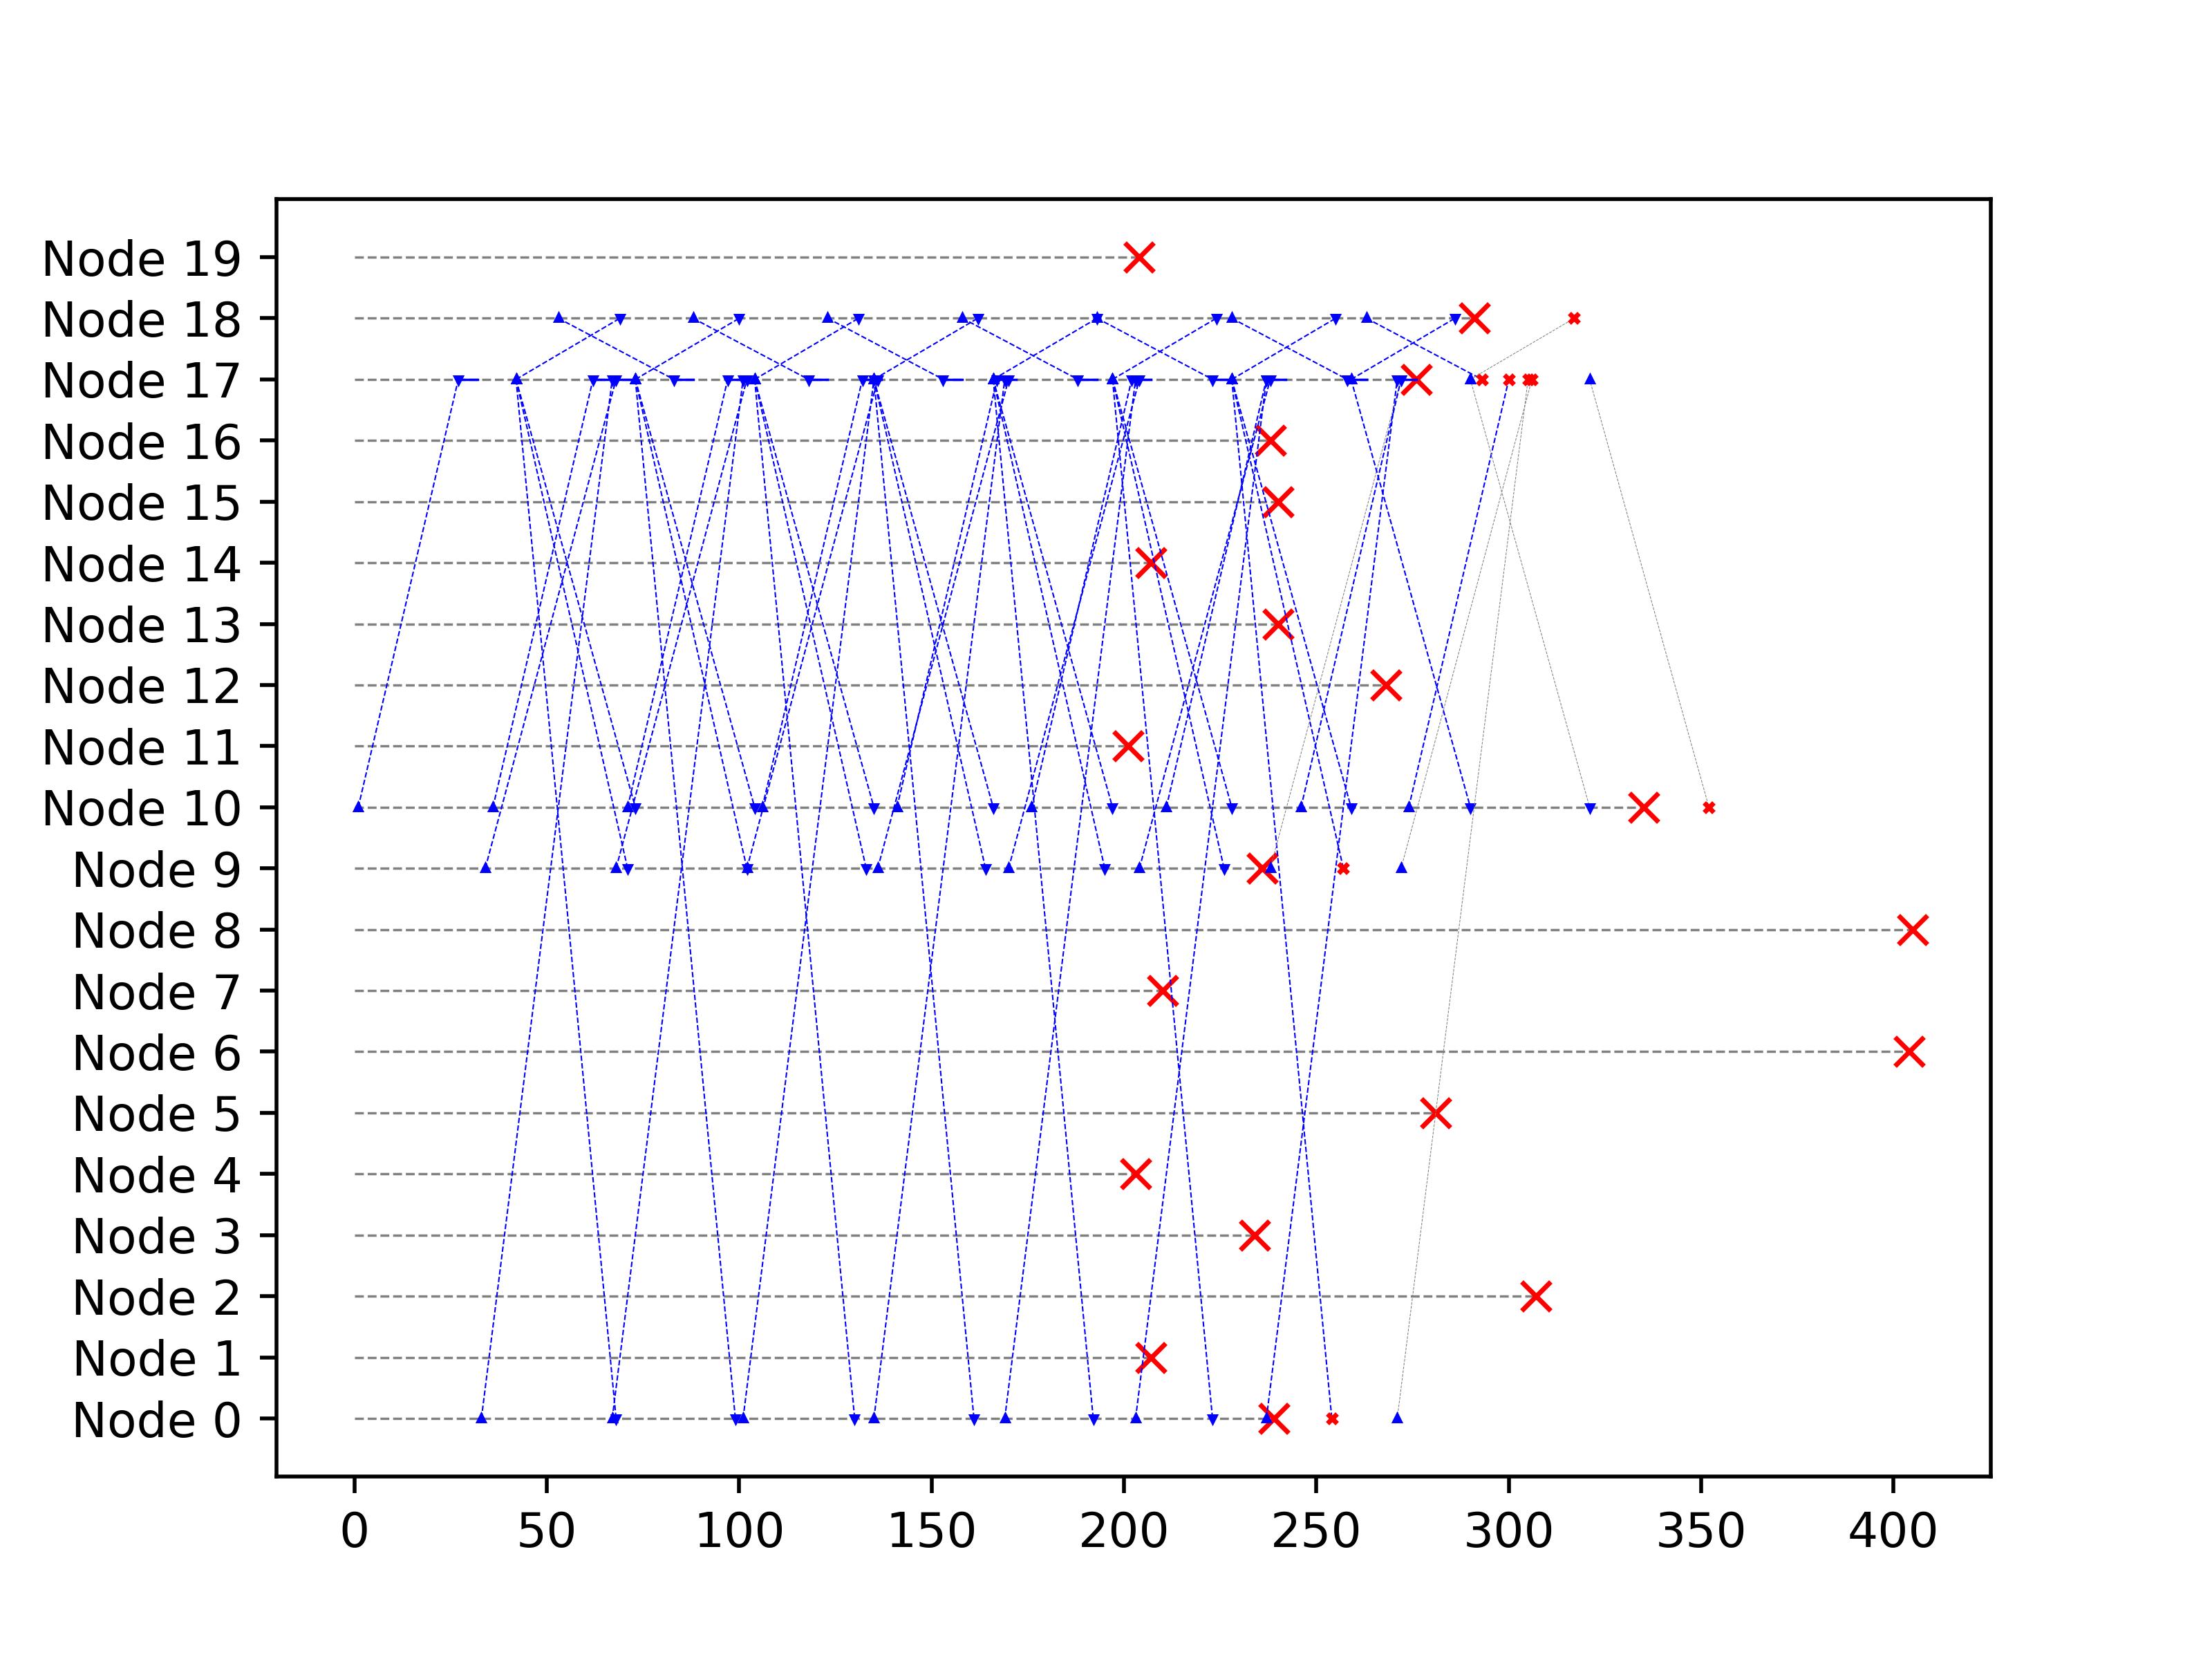 Node 19
Node 18
Node 17
Node 16
Node 15
Node 14
Node 13
Node 12
Node 11
Node 10
Node 9
Node 8
Node 7
Node 6
Node 5
Node 4
Node 3
Node 2
Node 1
Node 0
0 50 100 150 200 250 300 350 400